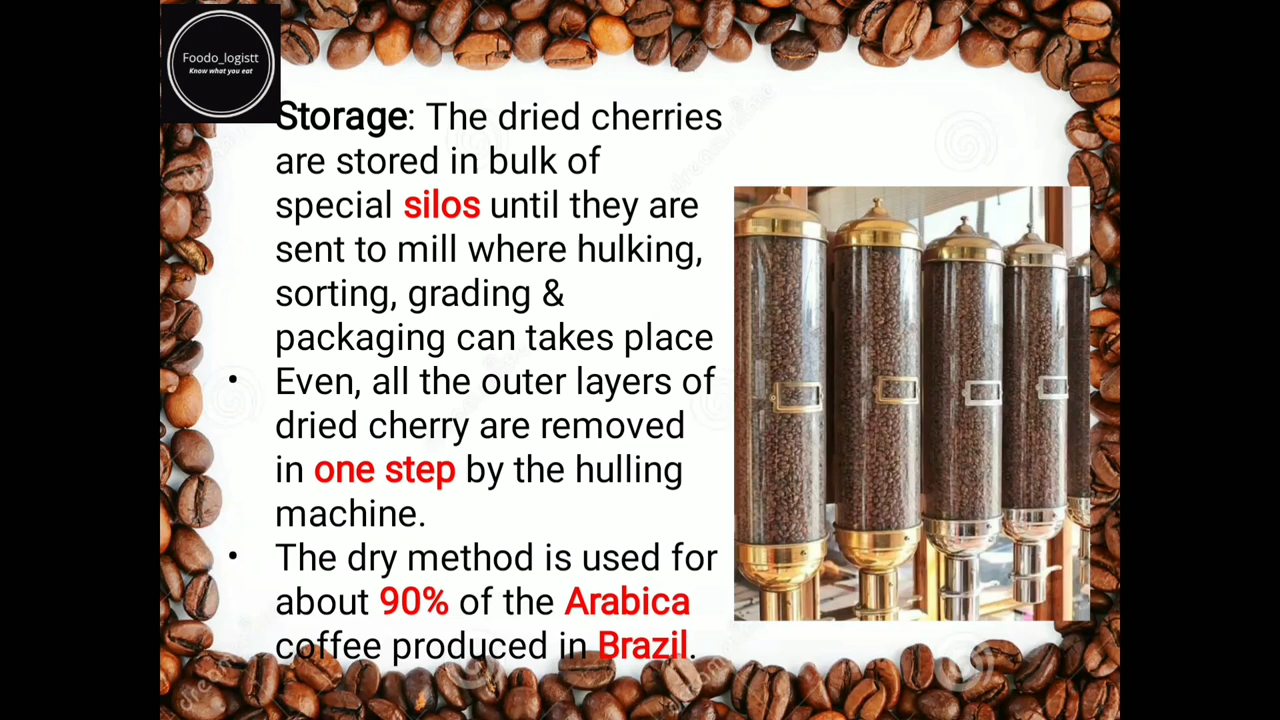 Foodo_logistt
Know what you eat
Storage: The dried cherries
are stored in bulk of
special silos until they are
sent to mill where hulking,
sorting, grading &
packaging can takes place
• Even, all the outer layers of
dried cherry are removed
in one step by the hulling
machine.
• The dry method is used for
about 90% of the Arabica
coffee produced in Brazil.